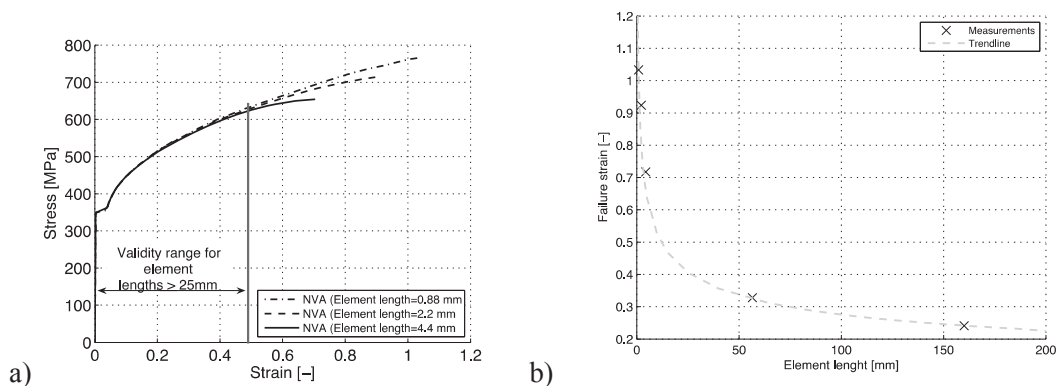 800
700
600
500
400
300
200
100
0
Stress [MPa]
Validity range for
element
lengths > 25mm
NVA (Element length=0.88 mm
NVA (Element length=2.2 mm
NVA (Element length=4.4 mm
0 0.2 0.4 0.6 0.8 1 1.2
Strain [–]
a)
1.1
1
0.9
0.8
0.7
0.6
0.5
0.4
0.3
0.2
Failure strain [–]
Measurements
Trendline
0 50 100 150 200
Element lenght [mm]
b)